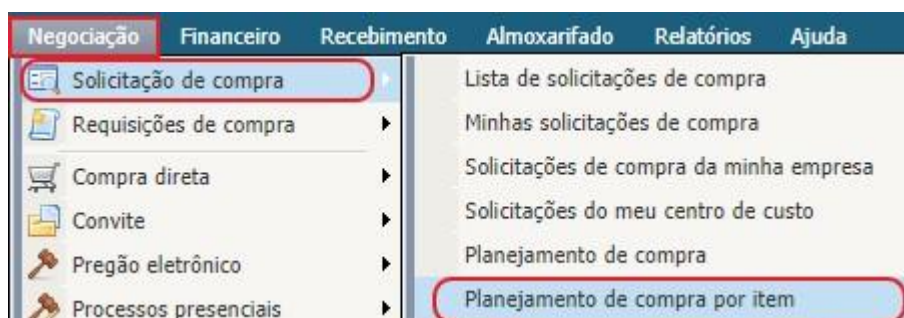 Negociação Financeiro Recebimento Almoxarifado Relatórios Ajuda
Solicitação de compra
Requisições de compra
Compra direta
Convite
Pregão eletrônico
Processos presenciais
Lista de solicitações de compra
Minhas solicitações de compra
Solicitações de compra da minha empresa
Solicitações do meu centro de custo
Planejamento de compra
Planejamento de compra por item